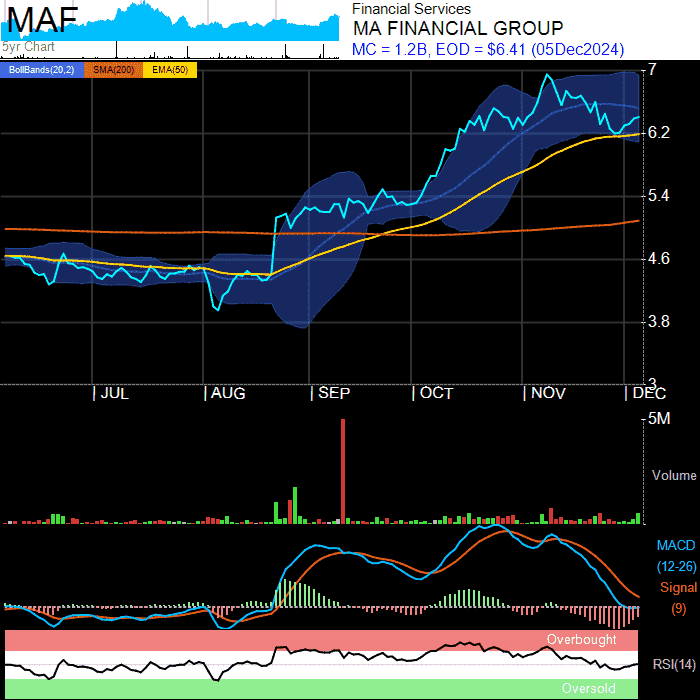 MAF
5yr Chart
Financial Services
MA FINANCIAL GROUP
MC = 1.2B, EOD = $6.41 (05Dec2024)
BollBands(20,2) SMA(200) EMA(50)
7
6.2
5.4
4.6
3.8
3
JUL AUG SEP OCT NOV DEC
5M
Volume
MACD
(12-26)
Signal
(9)
Overbought
RSI(14)
Oversold